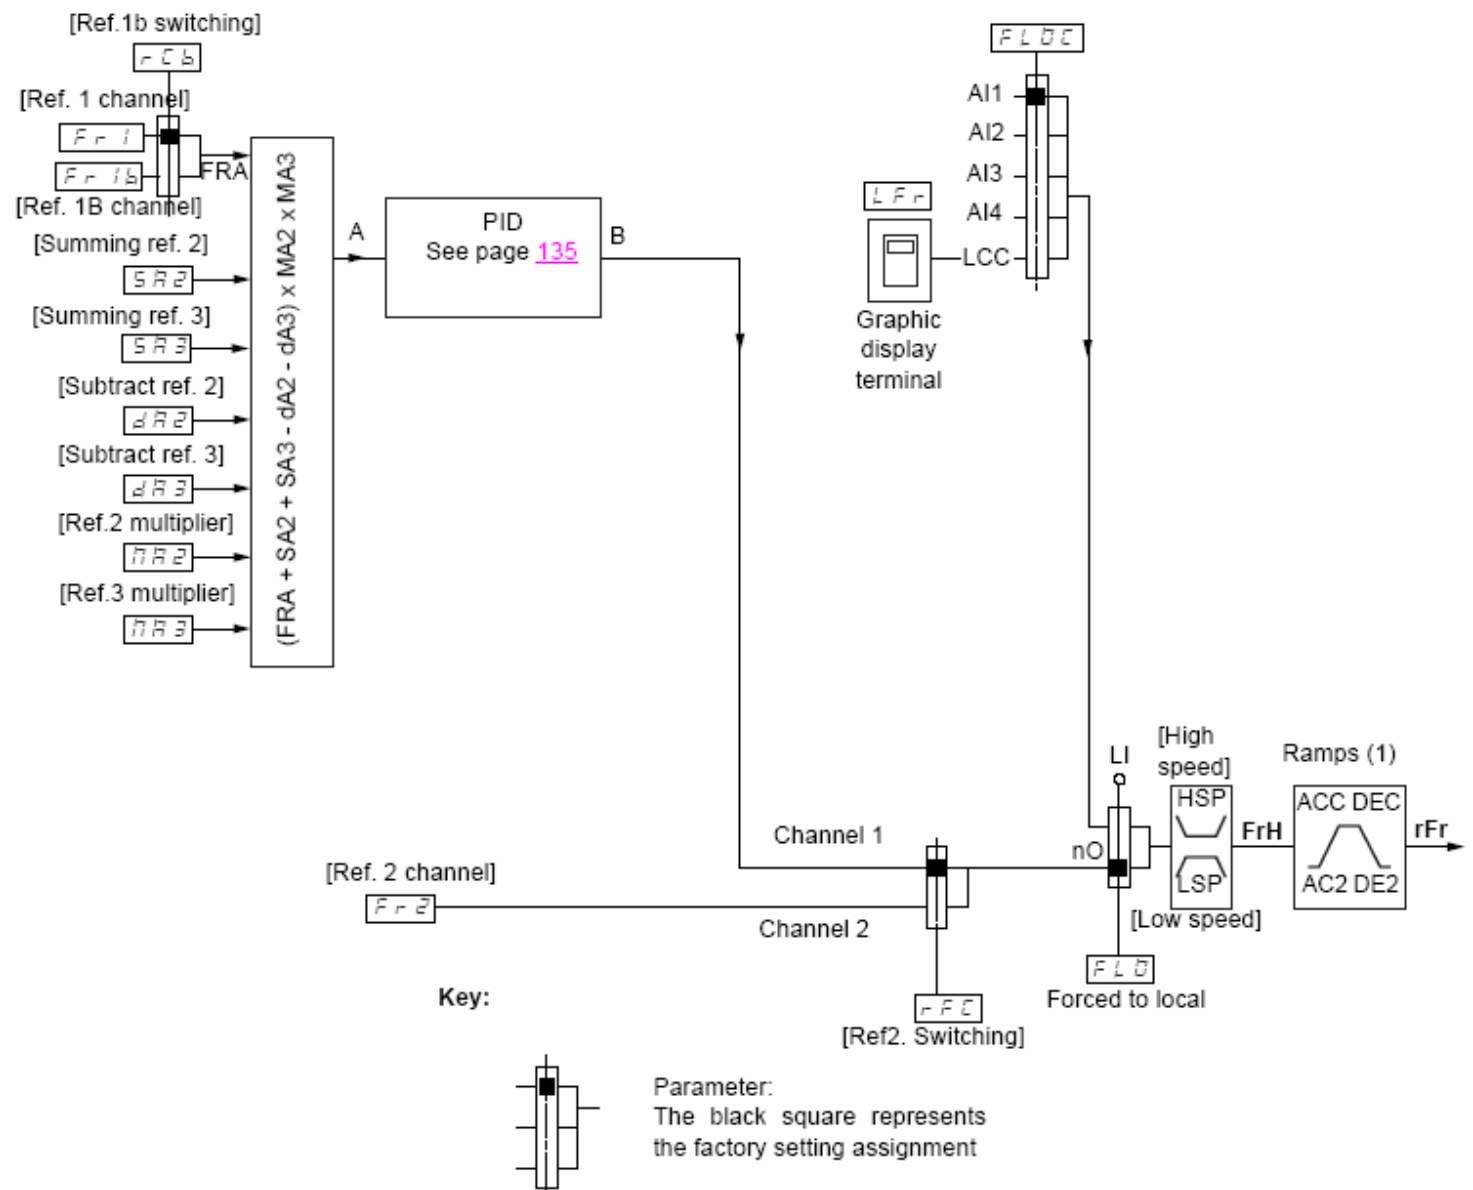 [Ref.1b switching]
rCb
[Ref. 1 channel]
Fr1
FRA
Fr1b
[Ref. 1B channel]
[Summing ref. 2]
SA2
[Summing ref. 3]
SA3
[Subtract ref. 2]
dA2
[Subtract ref. 3]
dA3
[Ref.2 multiplier]
MA2
[Ref.3 multiplier]
MA3
(FRA + SA2 + SA3 - dA2 - dA3) x MA2 x MA3
A
PID
See page 135
B
FLOC
AI1
AI2
AI3
AI4
LCC
LFr
Graphic
display
terminal
Channel 1
[Ref. 2 channel]
Fr2
Channel 2
rFC
[Ref2. Switching]
LI
nO
FLO
Forced to local
[High
speed]
HSP
LSP
[Low speed]
FrH
Ramps (1)
ACC DEC
AC2 DE2
rFr
Key:
Parameter:
The black square represents
the factory setting assignment